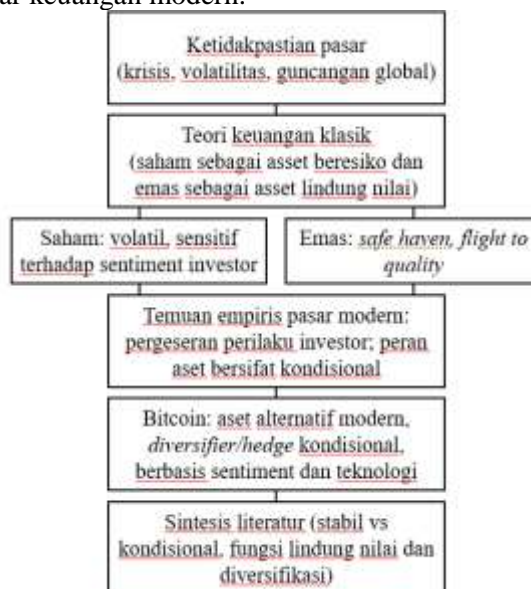 ar keuangan modern.
Ketidakpastian pasar
(krisis, volatilitas, guncangan global)
Teori keuangan klasik
(saham sebagai asset beresiko dan
emas sebagai asset lindung nilai)
Saham: volatil, sensitif
terhadap sentiment investor
Emas: safe haven, flight to
quality
Temuan empiris pasar modern:
pergeseran perilaku investor; peran
aset bersifat kondisional
Bitcoin: aset alternatif modern,
diversifier/hedge kondisional,
berbasis sentiment dan teknologi
Sintesis literatur (stabil vs
kondisional, fungsi lindung nilai dan
diversifikasi)